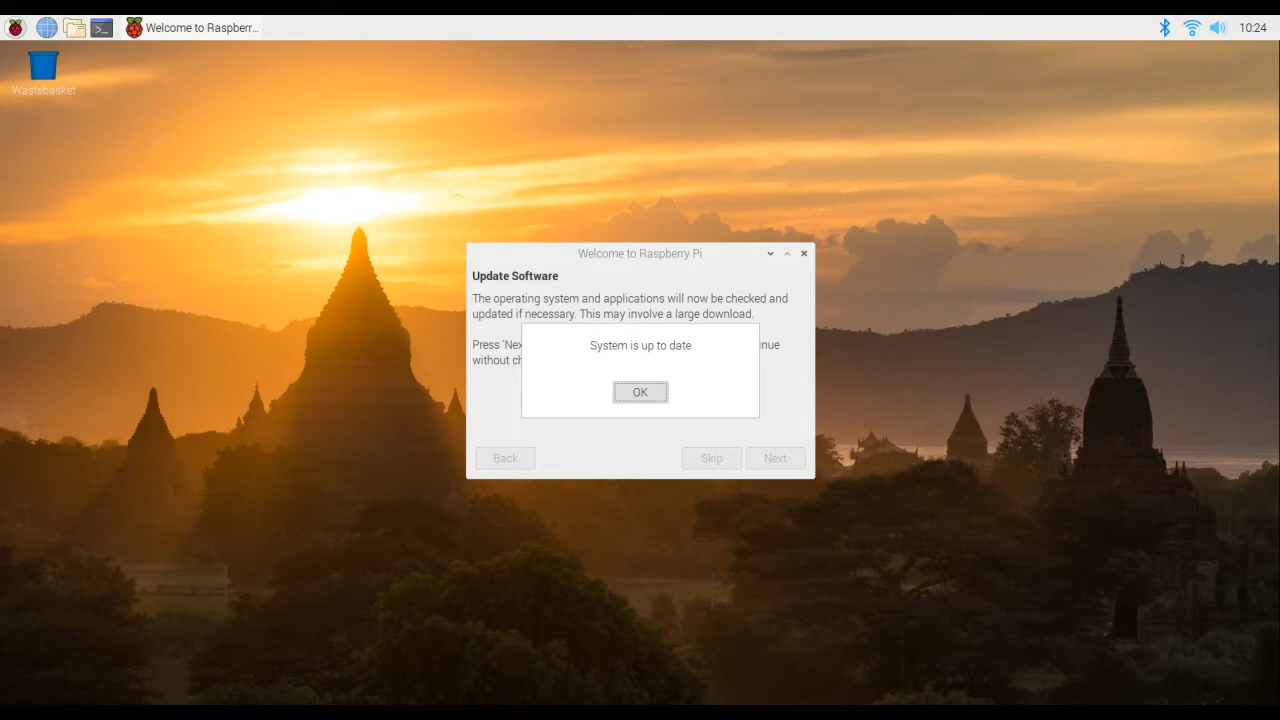 Welcome to Raspberr...
10:24
Wastebasket
Welcome to Raspberry Pi
Update Software
The operating system and applications will now be checked and
updated if necessary. This may involve a large download.
Press 'Nex
nue
without ch
System is up to date
OK
Back
Skip
Next